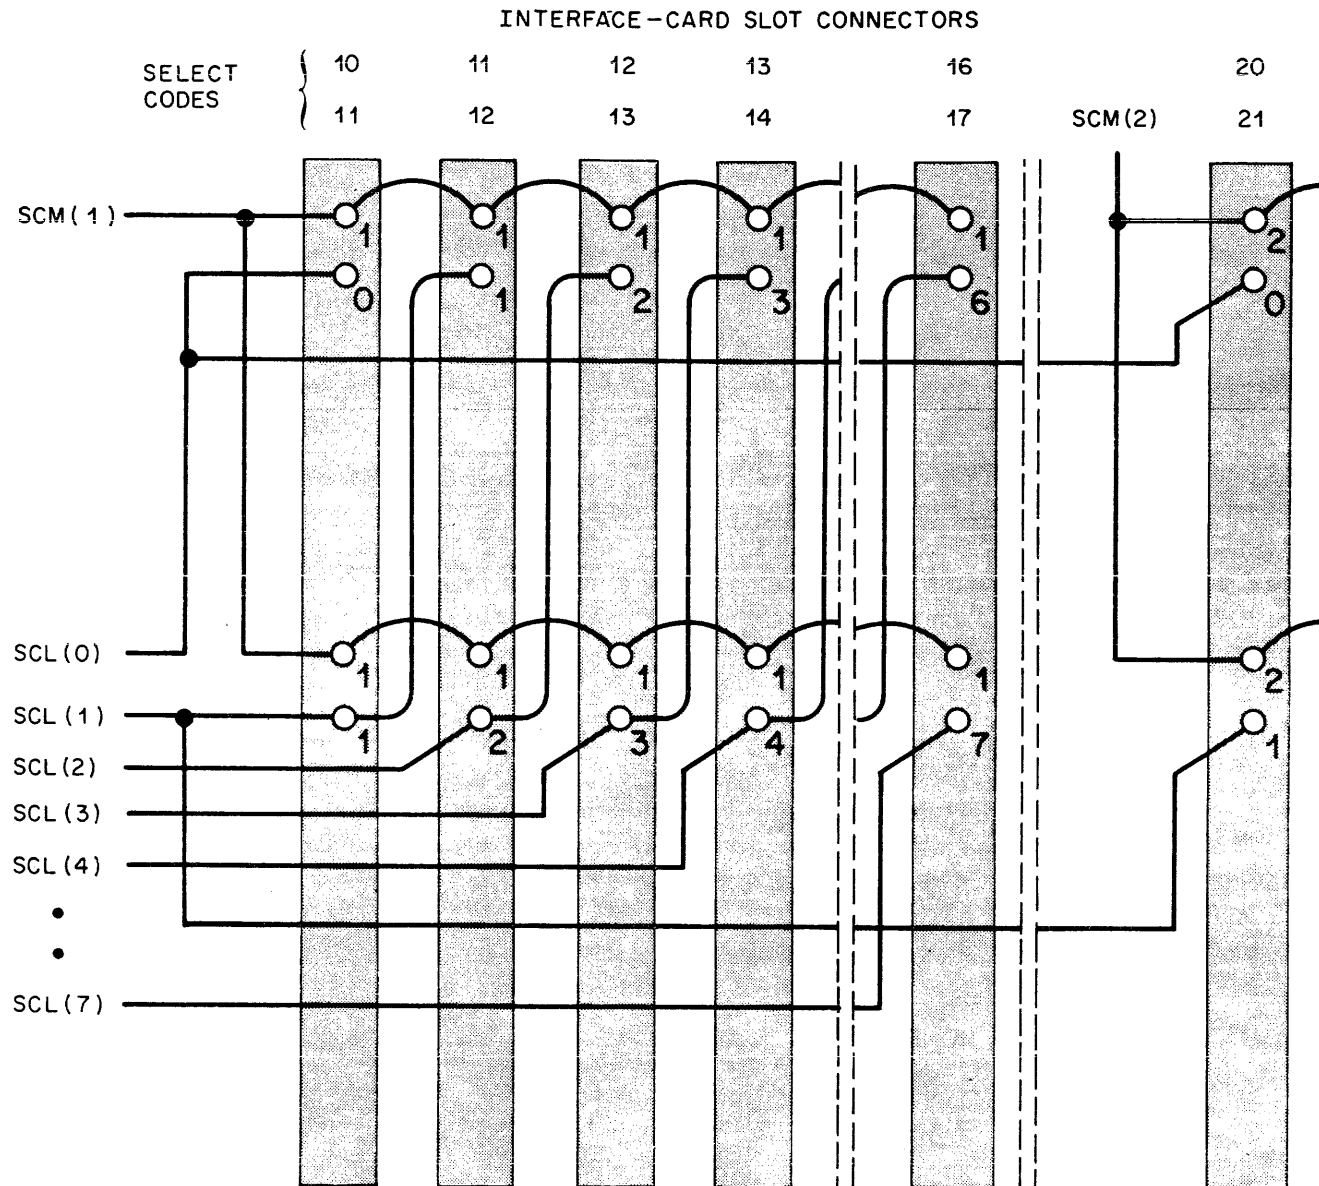 INTERFACE-CARD SLOT CONNECTORS
SELECT CODES { 10 11 12 13 16 20
11 12 13 14 17 SCM(2) 21
SCM(1) 1 1 1 1 1 2
0 1 2 3 6 0
SCL(0) 1 1 1 1 1 2
SCL(1) 1 2 3 4 7 1
SCL(2)
SCL(3)
SCL(4)
SCL(7)